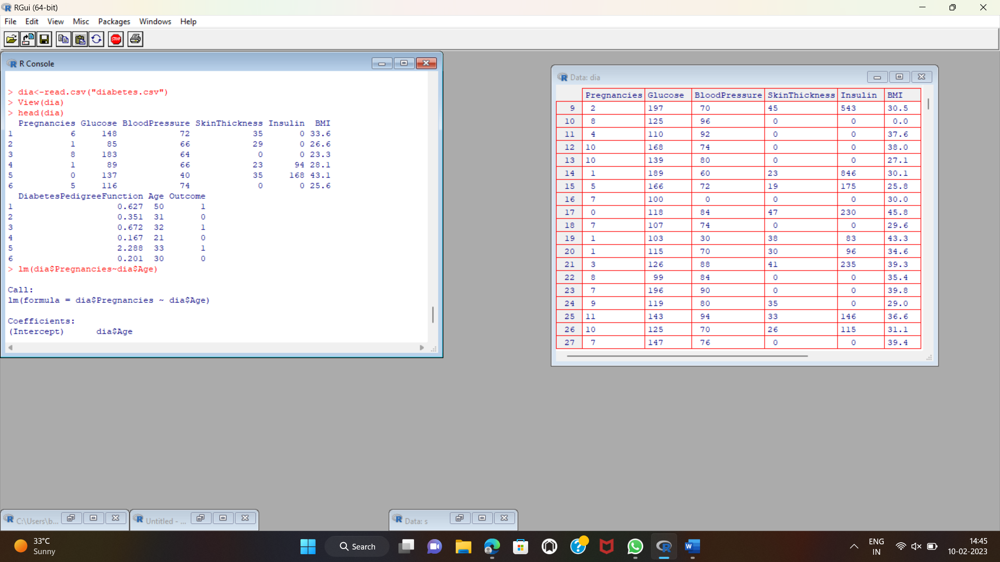 RGui (64-bit)
File Edit View Misc Packages Windows Help
STOP
R Console
> dia<-read.csv("diabetes.csv")
> View(dia)
> head(dia)
  Pregnancies Glucose BloodPressure SkinThickness Insulin  BMI
1           6     148            72            35       0 33.6
2           1      85            66            29       0 26.6
3           8     183            64             0       0 23.3
4           1      89            66            23      94 28.1
5           0     137            40            35     168 43.1
6           5     116            74             0       0 25.6
  DiabetesPedigreeFunction Age Outcome
1                    0.627  50       1
2                    0.351  31       0
3                    0.672  32       1
4                    0.167  21       0
5                    2.288  33       1
6                    0.201  30       0
> lm(dia$Pregnancies~dia$Age)
Call:
lm(formula = dia$Pregnancies ~ dia$Age)
Coefficients:
(Intercept)      dia$Age
Data: dia
Pregnancies Glucose BloodPressure SkinThickness Insulin BMI
9 2 197 70 45 543 30.5
10 8 125 96 0 0 0.0
11 4 110 92 0 0 37.6
12 10 168 74 0 0 38.0
13 10 139 80 0 0 27.1
14 1 189 60 23 846 30.1
15 5 166 72 19 175 25.8
16 7 100 0 0 0 30.0
17 0 118 84 47 230 45.8
18 7 107 74 0 0 29.6
19 1 103 30 38 83 43.3
20 1 115 70 30 96 34.6
21 3 126 88 41 235 39.3
22 8 99 84 0 0 35.4
23 7 196 90 0 0 39.8
24 9 119 80 35 0 29.0
25 11 143 94 33 146 36.6
26 10 125 70 26 115 31.1
27 7 147 76 0 0 39.4
C:\Users\b...
Untitled - ...
Data: s
33°C
Sunny
Search
ENG
IN
14:45
10-02-2023